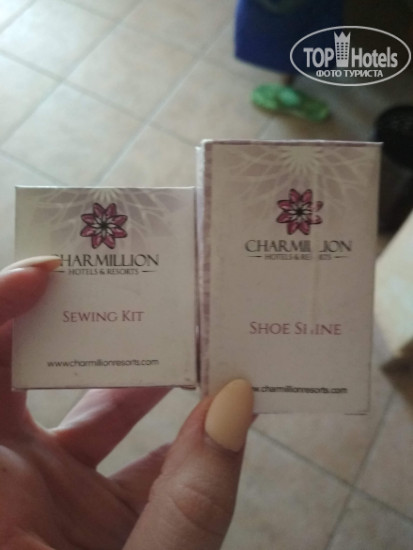 TOP Hotels
ФОТО ТУРИСТА
CHARMILLION
HOTELS & RESORTS
SEWING KIT
www.charmillionresorts.com
CHARMILLION
HOTELS & RESORTS
SHOE SHINE
www.charmillionresorts.com